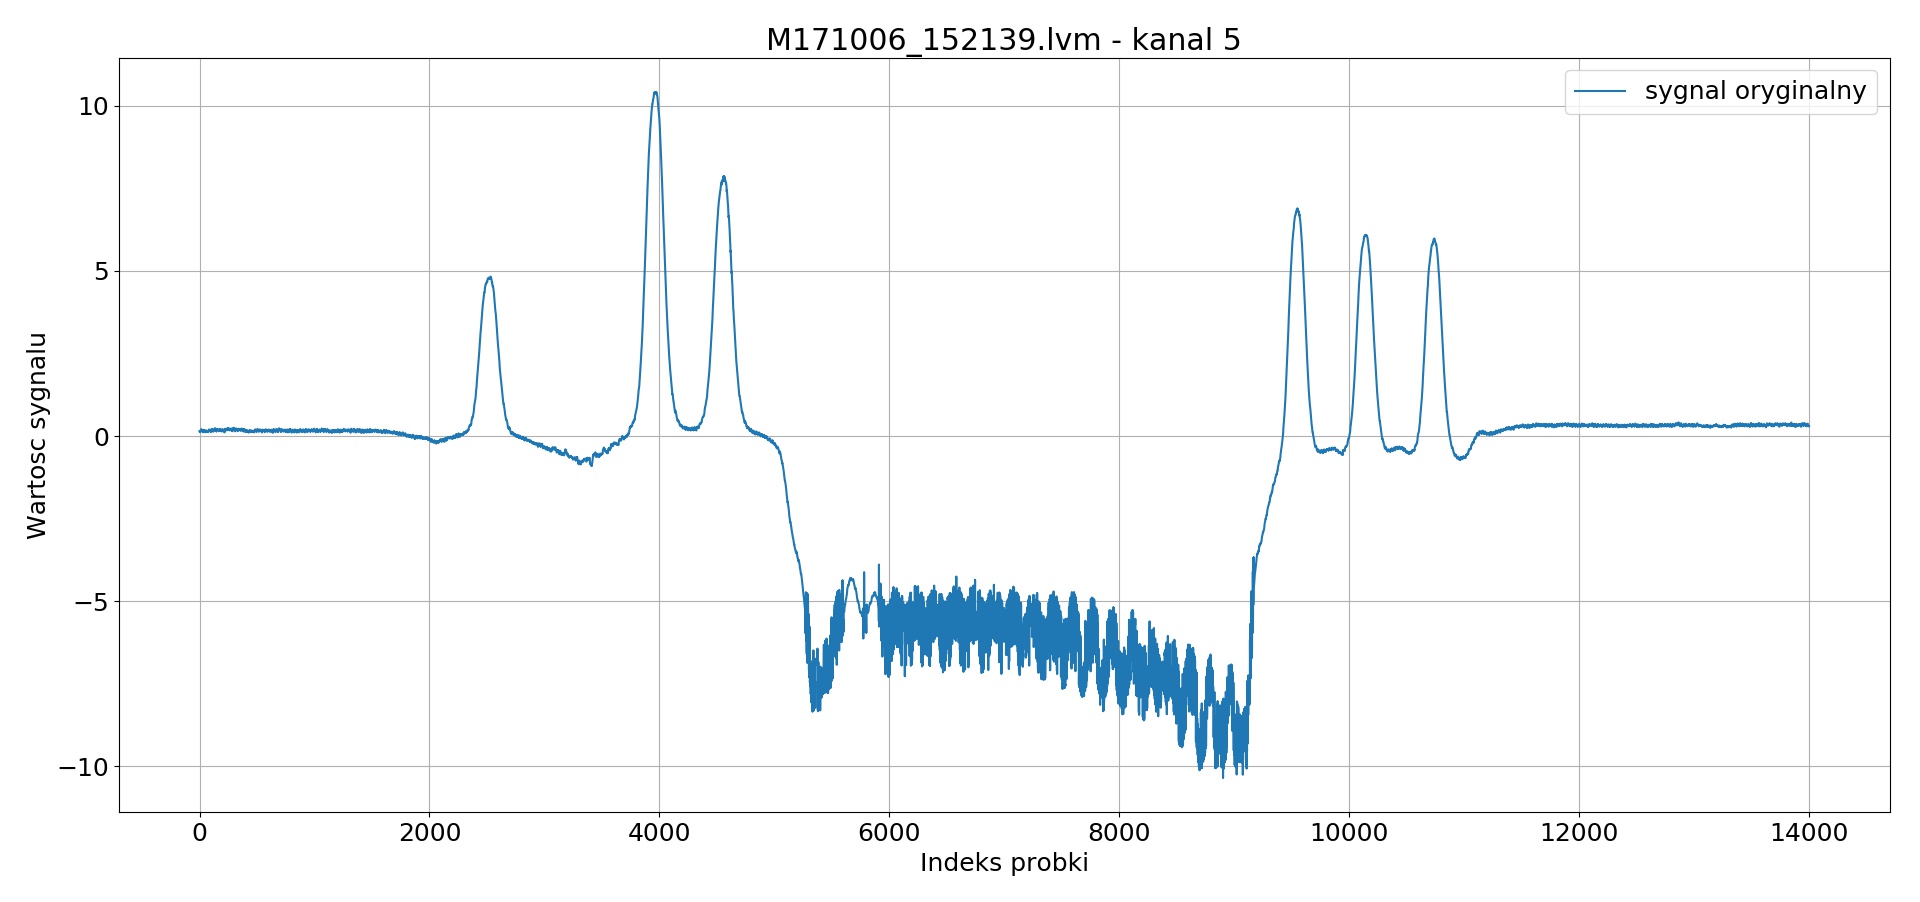 M171006_152139.lvm - kanal 5
sygnal oryginalny
10
5
0
−5
−10
Wartosc sygnalu
0 2000 4000 6000 8000 10000 12000 14000
Indeks probki